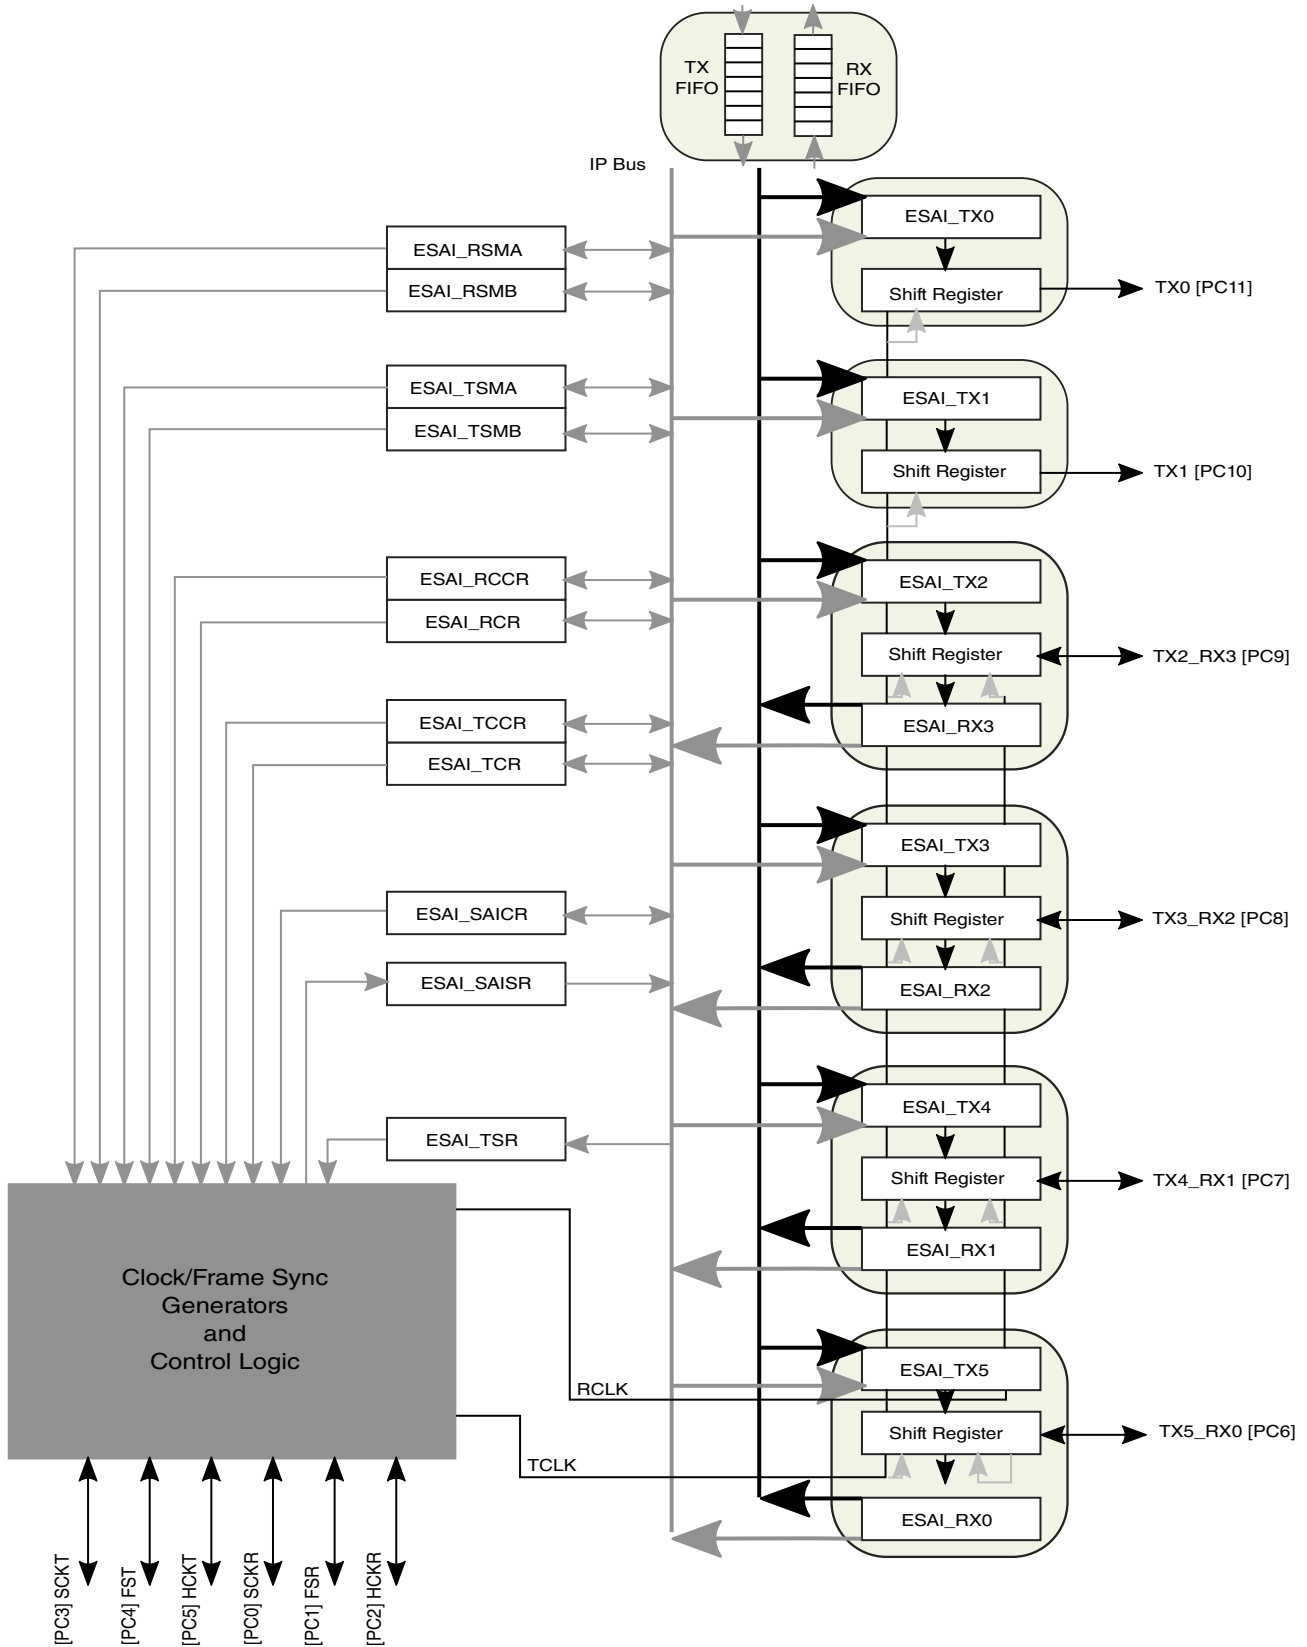 TX
FIFO
RX
FIFO
IP Bus
ESAI_TX0
ESAI_RSMA
ESAI_RSMB
Shift Register
TX0 [PC11]
ESAI_TSMA
ESAI_TX1
ESAI_TSMB
Shift Register
TX1 [PC10]
ESAI_RCCR
ESAI_TX2
ESAI_RCR
Shift Register
TX2_RX3 [PC9]
ESAI_TCCR
ESAI_RX3
ESAI_TCR
ESAI_TX3
ESAI_SAICR
Shift Register
TX3_RX2 [PC8]
ESAI_SAISR
ESAI_RX2
ESAI_TX4
ESAI_TSR
Shift Register
TX4_RX1 [PC7]
ESAI_RX1
Clock/Frame Sync
Generators
and
Control Logic
ESAI_TX5
RCLK
Shift Register
TX5_RX0 [PC6]
TCLK
ESAI_RX0
[PC3] SCKT
[PC4] FST
[PC5] HCKT
[PC0] SCKR
[PC1] FSR
[PC2] HCKR